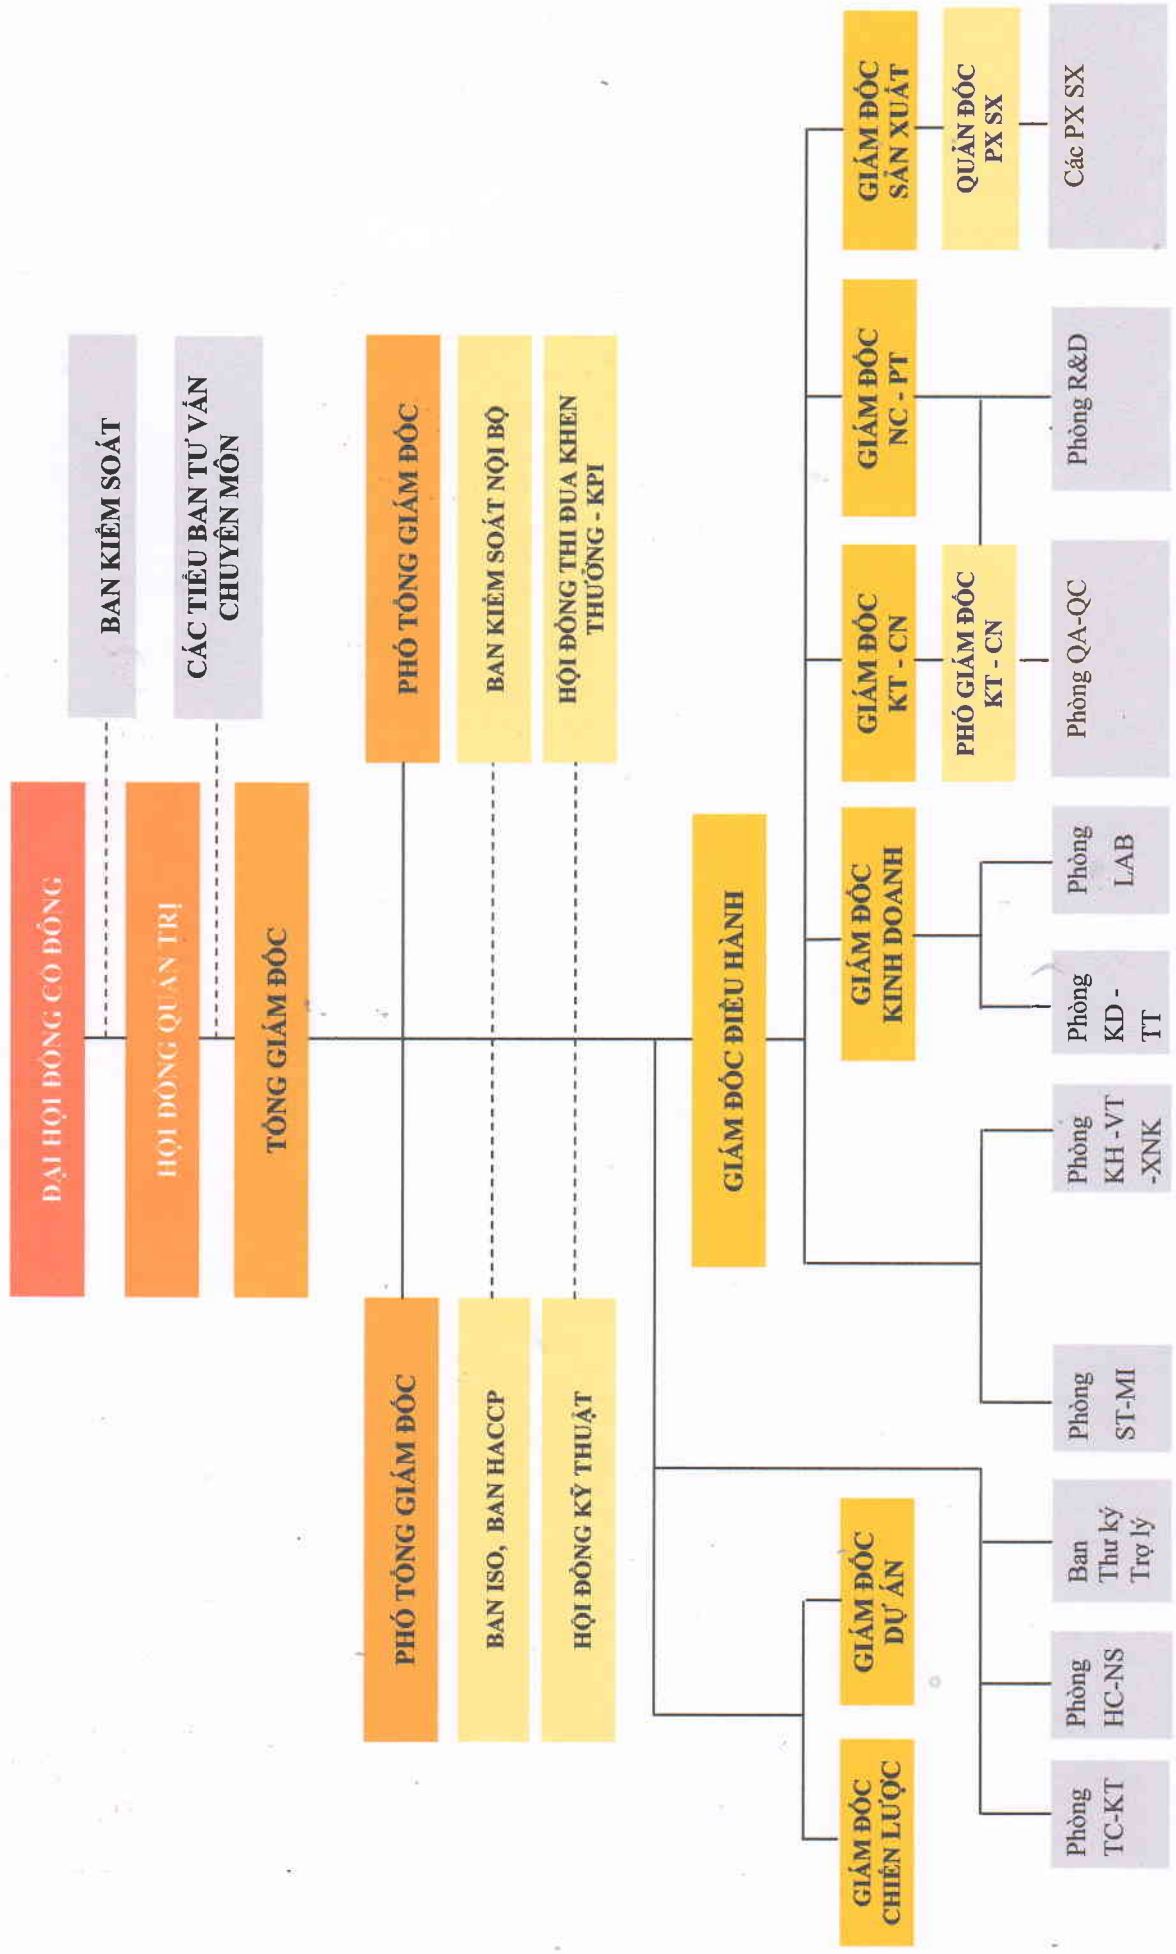 ĐẠI HỘI ĐỒNG CỔ ĐÔNG
BAN KIỂM SOÁT
HỘI ĐỒNG QUẢN TRỊ
CÁC TIỂU BAN TƯ VẤN
CHUYÊN MÔN
TỔNG GIÁM ĐỐC
PHÓ TỔNG GIÁM ĐỐC
PHÓ TỔNG GIÁM ĐỐC
BAN ISO, BAN HACCP
BAN KIỂM SOÁT NỘI BỘ
HỘI ĐỒNG KỸ THUẬT
HỘI ĐỒNG THI ĐUA KHEN
THƯỞNG - KPI
GIÁM ĐỐC ĐIỀU HÀNH
GIÁM ĐỐC
CHIẾN LƯỢC
GIÁM ĐỐC
DỰ ÁN
GIÁM ĐỐC
KINH DOANH
GIÁM ĐỐC
KT - CN
GIÁM ĐỐC
NC - PT
GIÁM ĐỐC
SẢN XUẤT
PHÓ GIÁM ĐỐC
KT - CN
QUẢN ĐỐC
PX SX
Phòng
TC-KT
Phòng
HC-NS
Ban
Thư ký
Trợ lý
Phòng
ST-MI
Phòng
KH -VT
-XNK
Phòng
KD -
TT
Phòng
LAB
Phòng QA-QC
Phòng R&D
Các PX SX